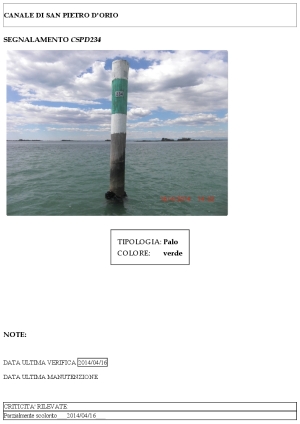 CANALE DI SAN PIETRO D'ORIO
SEGNALAMENTO CSPD234
TIPOLOGIA: Palo
COLORE: verde
NOTE:
DATA ULTIMA VERIFICA 2014/04/16
DATA ULTIMA MANUTENZIONE
CRITICITA' RILEVATE
Parzialmente scolorito 2014/04/16